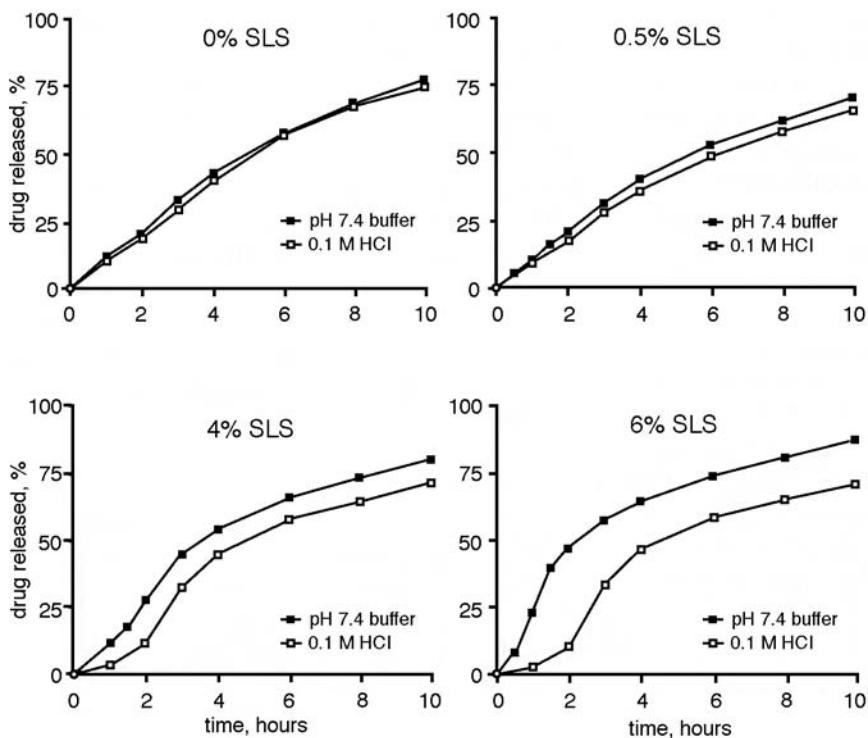 0% SLS
drug released, %
100
75
50
25
0
pH 7.4 buffer
0.1 M HCl
0 2 4 6 8 10
0.5% SLS
100
75
50
25
0
pH 7.4 buffer
0.1 M HCl
0 2 4 6 8 10
4% SLS
drug released, %
100
75
50
25
0
pH 7.4 buffer
0.1 M HCl
0 2 4 6 8 10
time, hours
6% SLS
100
75
50
25
0
pH 7.4 buffer
0.1 M HCl
0 2 4 6 8 10
time, hours